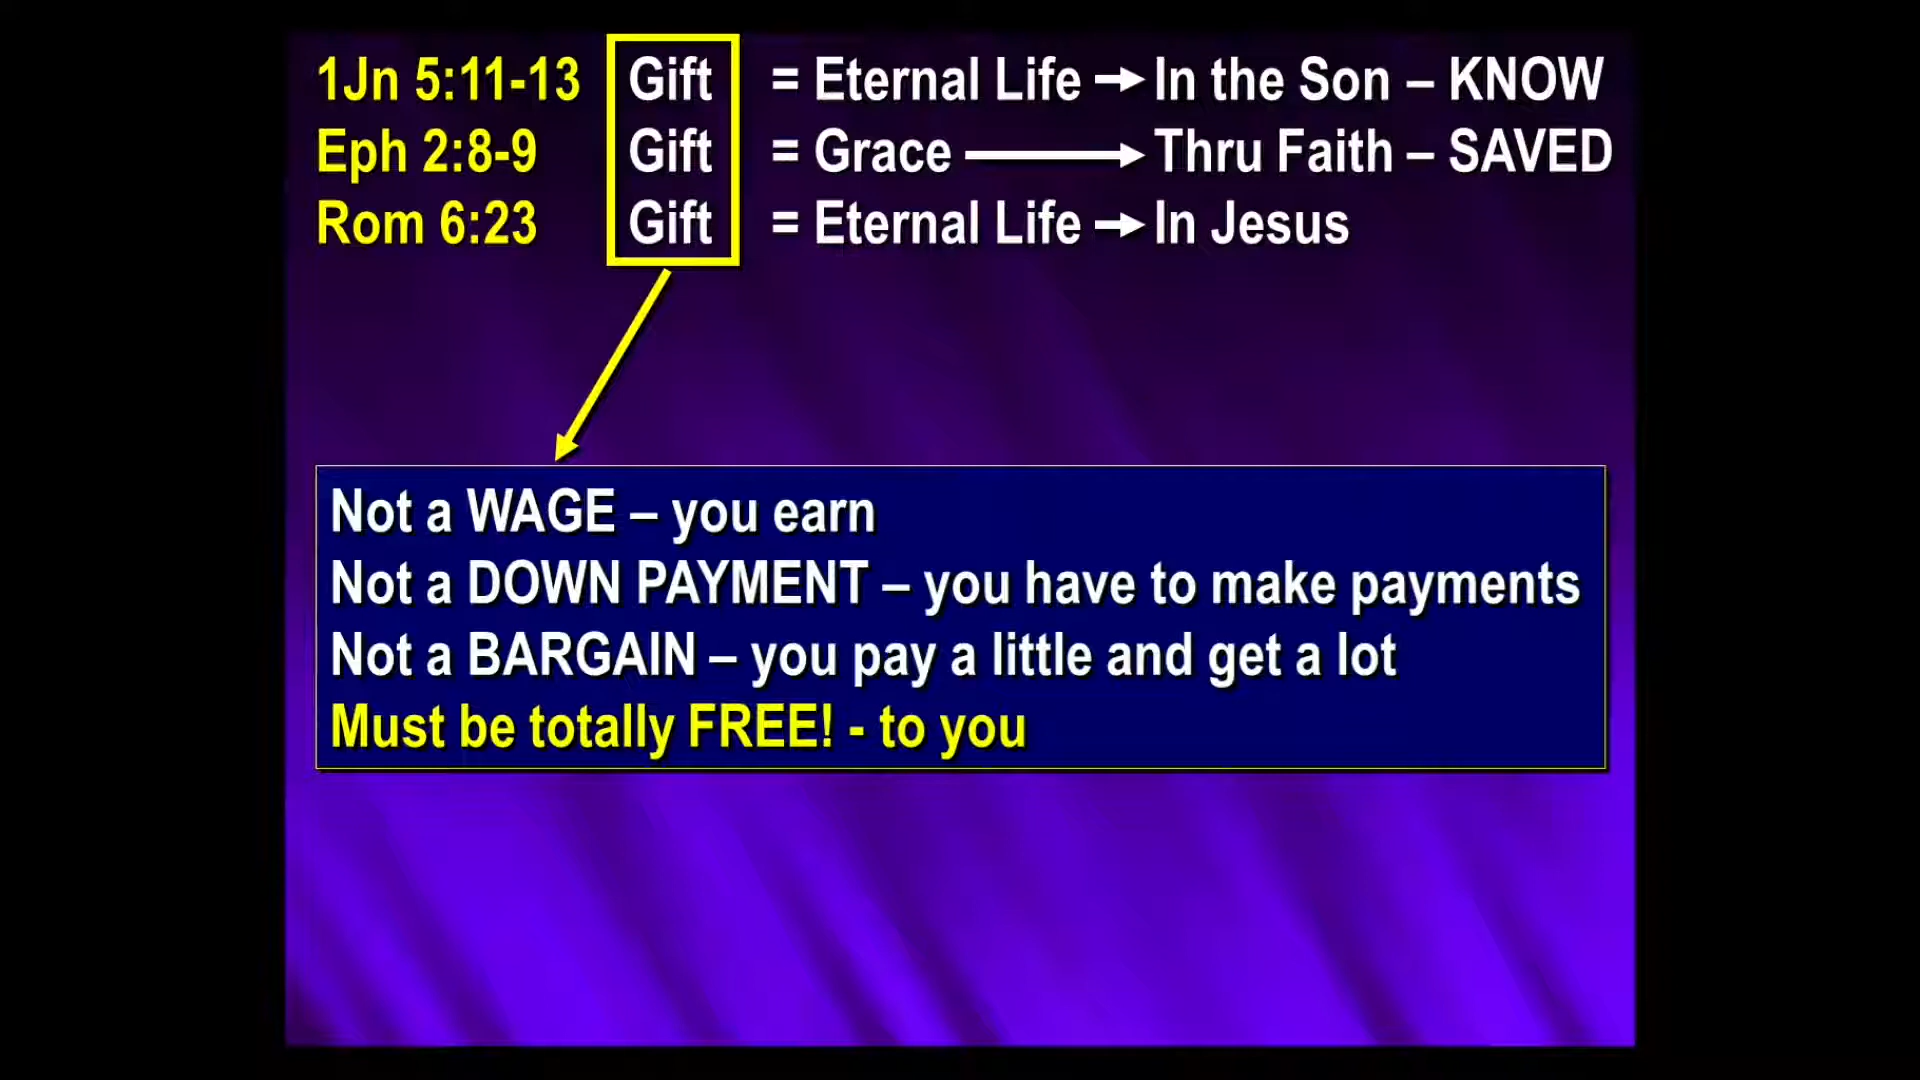 1Jn 5:11-13 Gift = Eternal Life → In the Son – KNOW
Eph 2:8-9 Gift = Grace → Thru Faith – SAVED
Rom 6:23 Gift = Eternal Life → In Jesus
Not a WAGE – you earn
Not a DOWN PAYMENT – you have to make payments
Not a BARGAIN – you pay a little and get a lot
Must be totally FREE! - to you